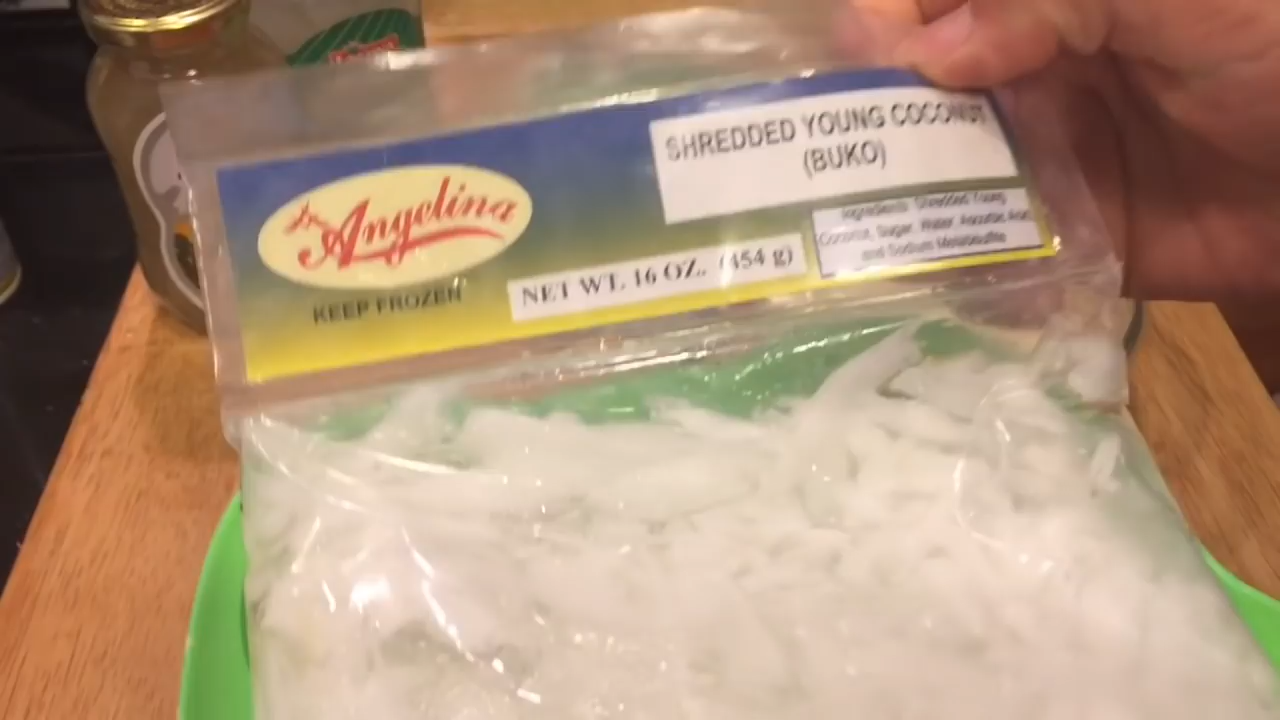 SHREDDED YOUNG COCONUT
(BUKO)
Angelina
Ingredients: Shredded Young
Coconut, Sugar, Water, Ascorbic Acid
and Sodium Metabisulfite
NET WT. 16 OZ.. (454 g)
KEEP FROZEN